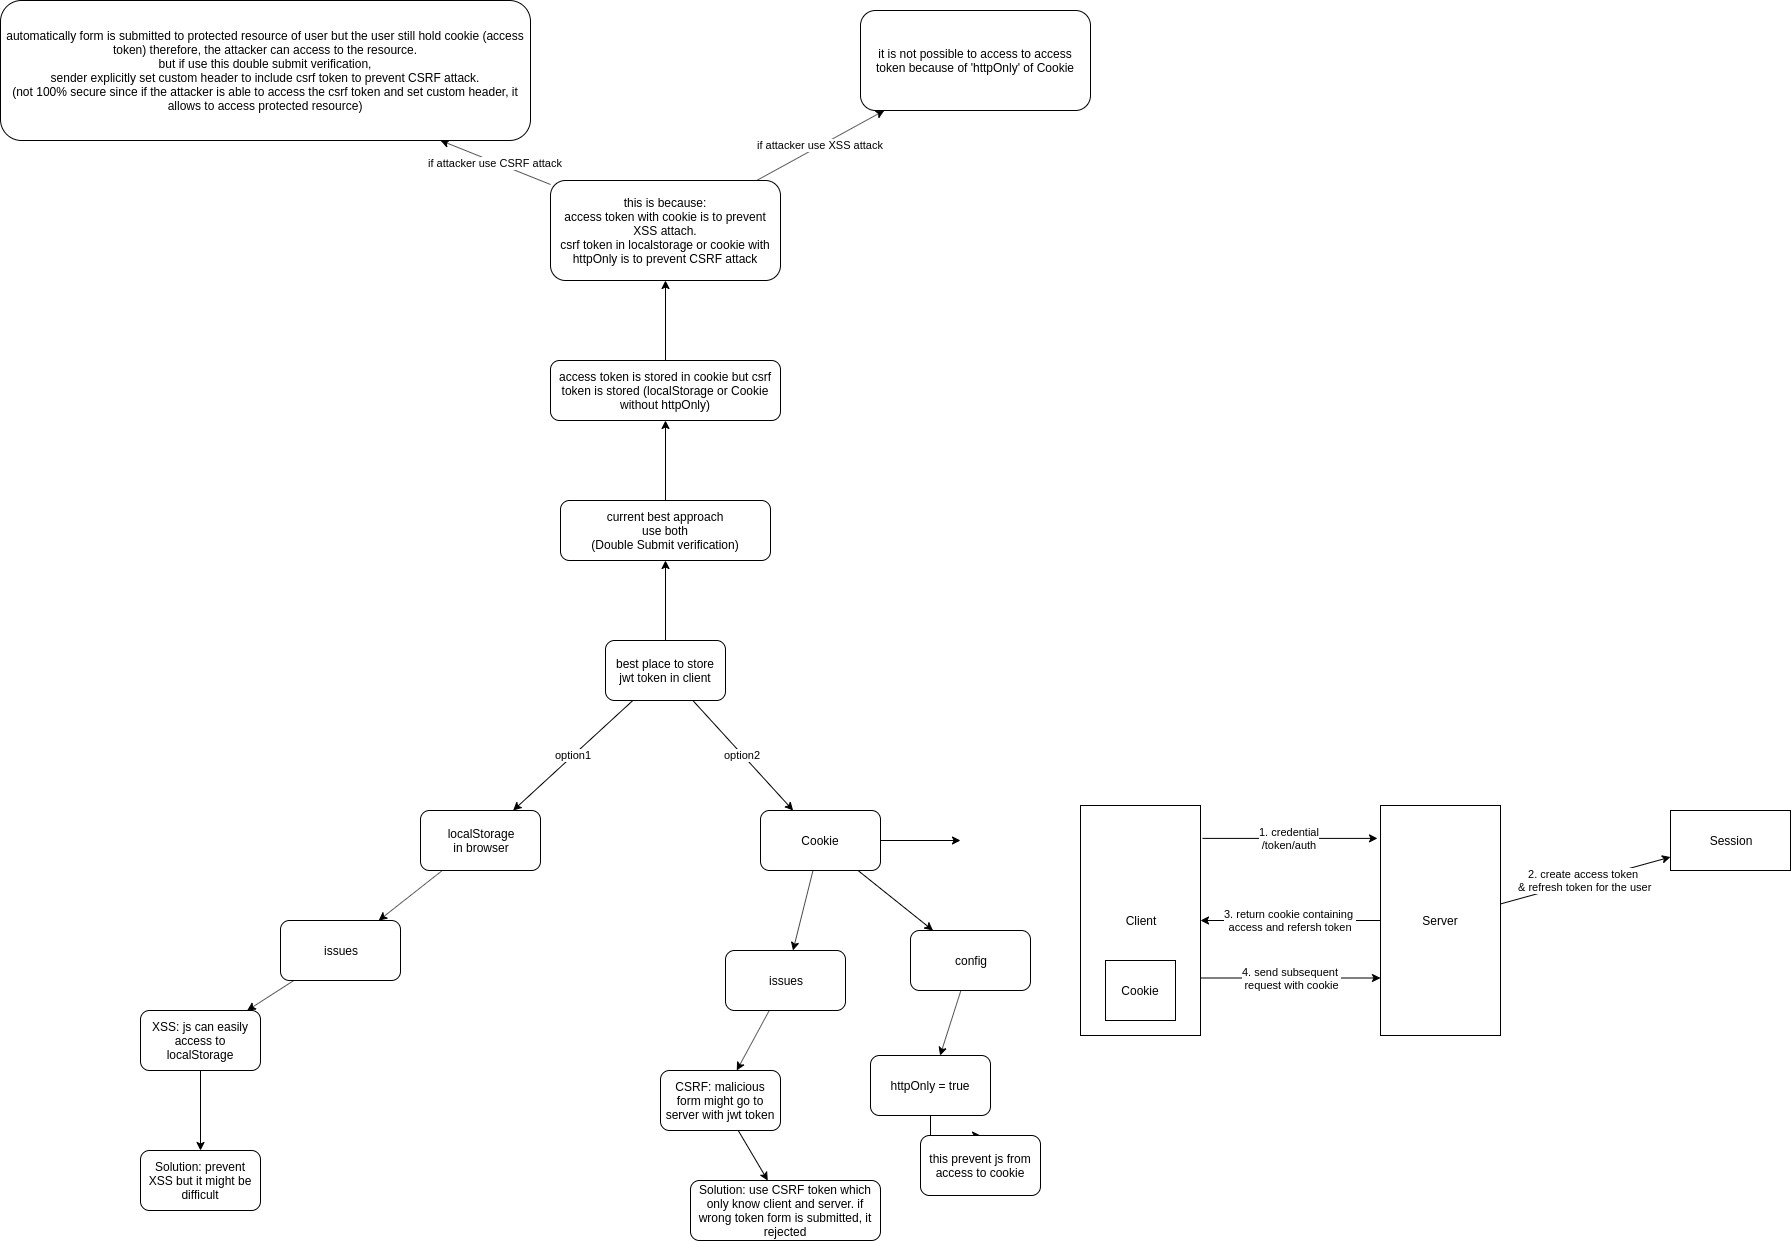 automatically form is submitted to protected resource of user but the user still hold cookie (access
token) therefore, the attacker can access to the resource.
but if use this double submit verification,
sender explicitly set custom header to include csrf token to prevent CSRF attack.
(not 100% secure since if the attacker is able to access the csrf token and set custom header, it
allows to access protected resource)
it is not possible to access to access
token because of 'httpOnly' of Cookie
if attacker use CSRF attack
if attacker use XSS attack
this is because:
access token with cookie is to prevent
XSS attach.
csrf token in localstorage or cookie with
httpOnly is to prevent CSRF attack
access token is stored in cookie but csrf
token is stored (localStorage or Cookie
without httpOnly)
current best approach
use both
(Double Submit verification)
best place to store
jwt token in client
option1
option2
localStorage
in browser
Cookie
issues
XSS: js can easily
access to
localStorage
Solution: prevent
XSS but it might be
difficult
issues
config
CSRF: malicious
form might go to
server with jwt token
httpOnly = true
this prevent js from
access to cookie
Solution: use CSRF token which
only know client and server. if
wrong token form is submitted, it
rejected
Client
Cookie
1. credential
/token/auth
3. return cookie containing
access and refersh token
4. send subsequent
request with cookie
Server
2. create access token
& refresh token for the user
Session